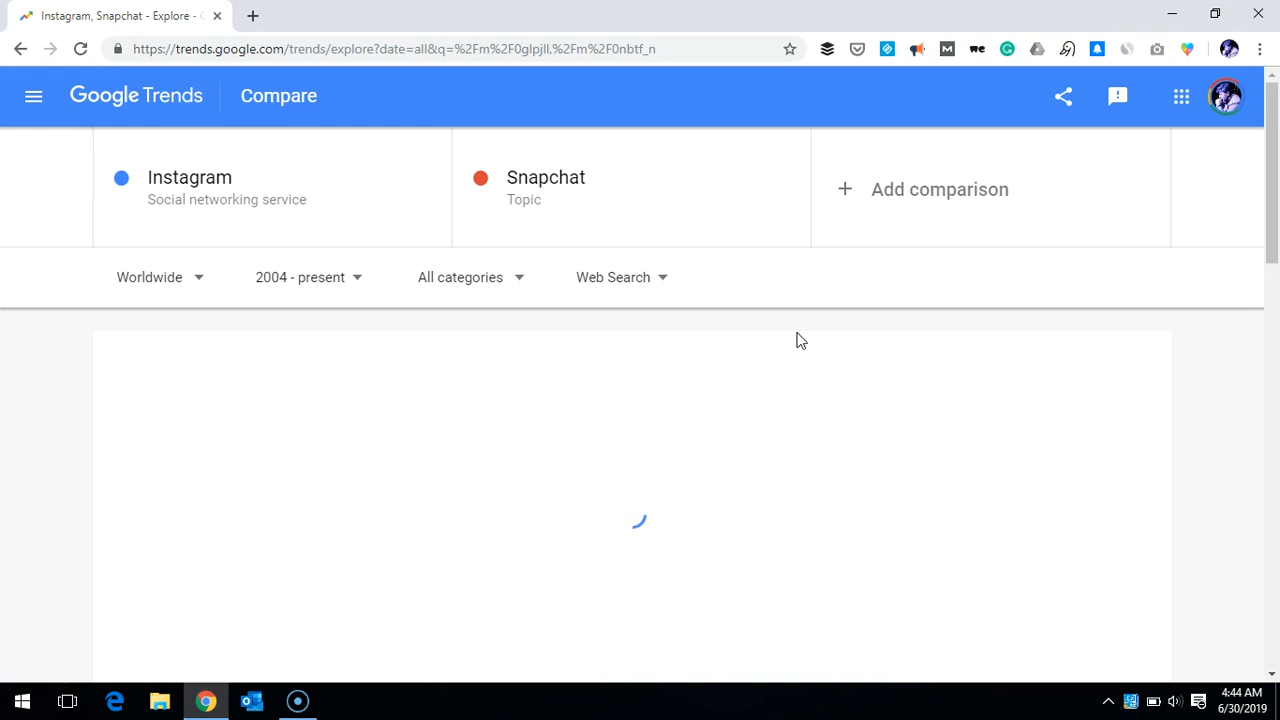 Instagram, Snapchat - Explore -
https://trends.google.com/trends/explore?date=all&q=%2Fm%2F0glpjll,%2Fm%2F0nbtf_n
Google Trends
Compare
Instagram
Social networking service
Snapchat
Topic
+ Add comparison
Worldwide
2004 - present
All categories
Web Search
4:44 AM
6/30/2019